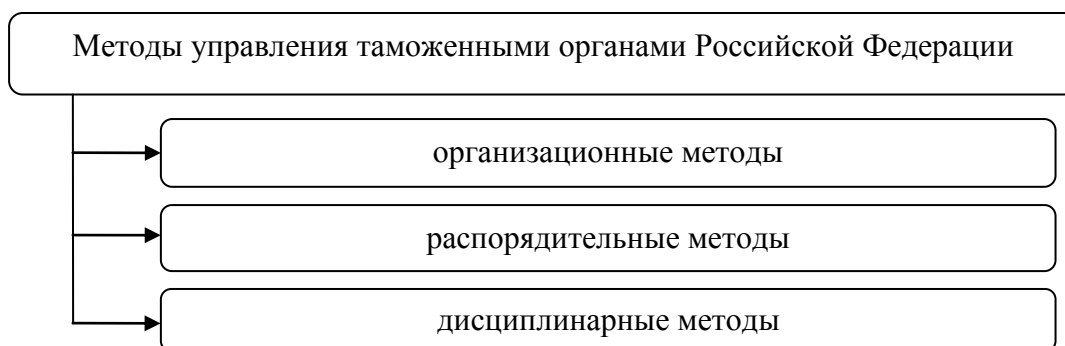 Методы управления таможенными органами Российской Федерации
организационные методы
распорядительные методы
дисциплинарные методы